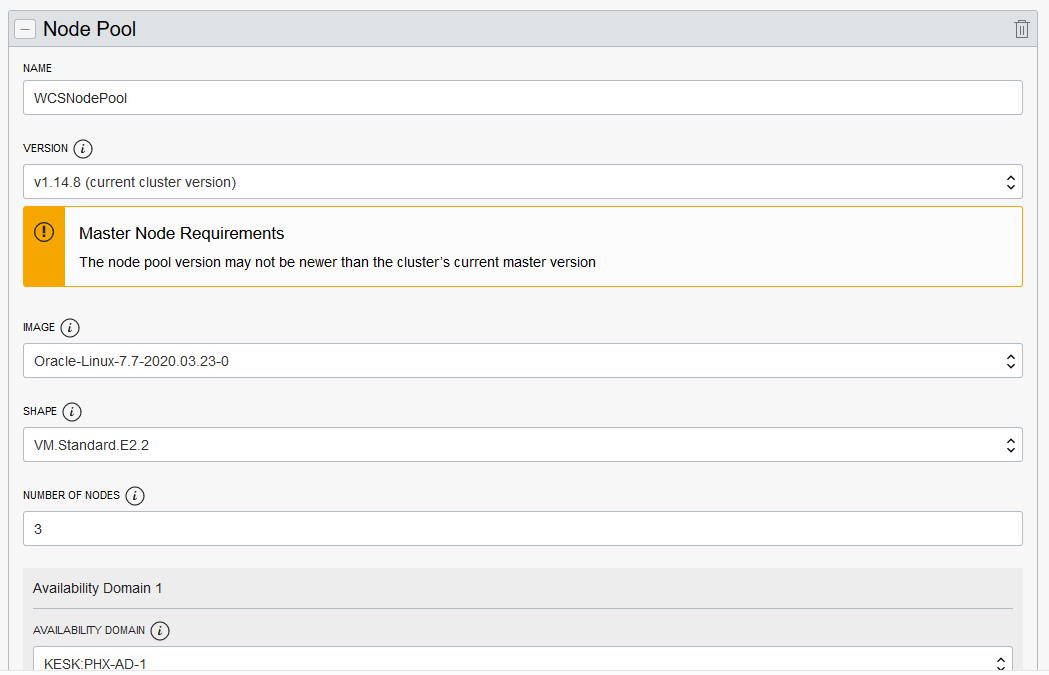 Node Pool
NAME
WCSNodePool
VERSION
v1.14.8 (current cluster version)
Master Node Requirements
The node pool version may not be newer than the cluster's current master version
IMAGE
Oracle-Linux-7.7-2020.03.23-0
SHAPE
VM.Standard.E2.2
NUMBER OF NODES
3
Availability Domain 1
AVAILABILITY DOMAIN
KESK:PHX-AD-1